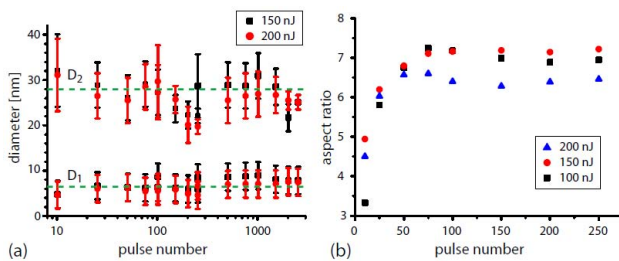 150 nJ
200 nJ
D2
D1
diameter [nm]
40
30
20
10
0
10
100
1000
pulse number
(a)
aspect ratio
8
7
6
5
4
3
0
50
100
150
200
250
200 nJ
150 nJ
100 nJ
pulse number
(b)